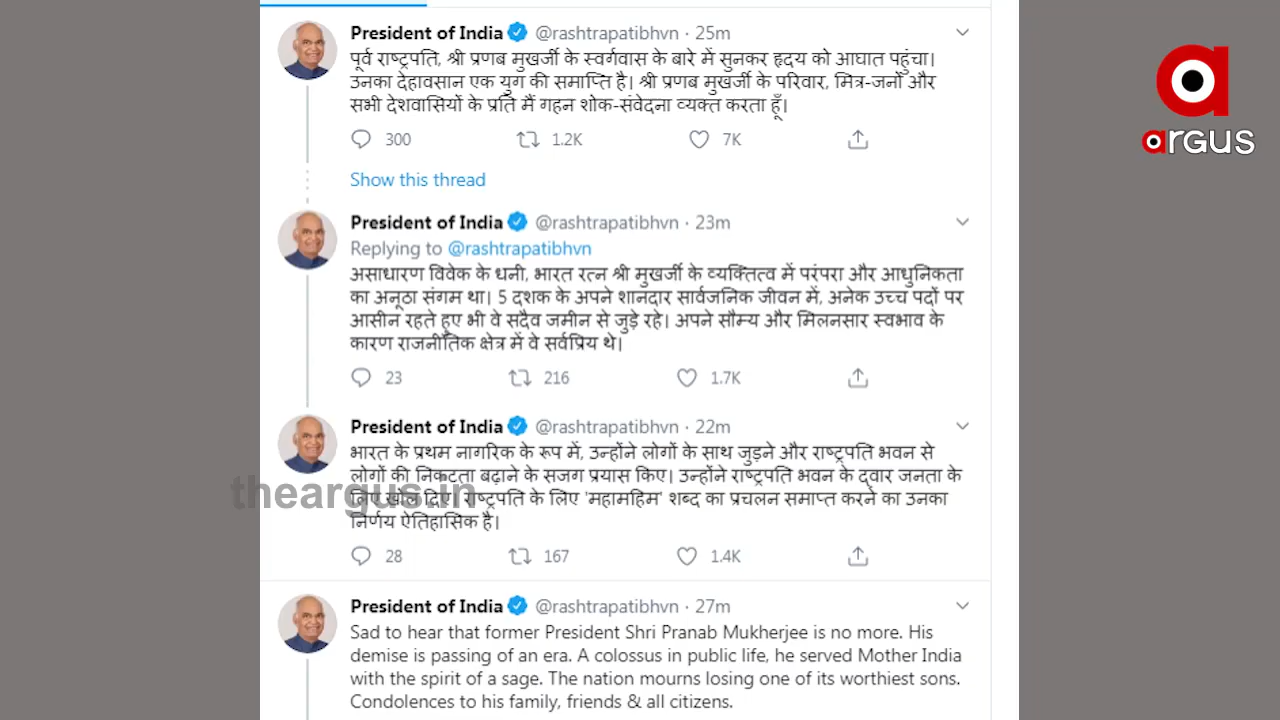 President of India @rashtrapatibhvn · 25m
पूर्व राष्ट्रपति, श्री प्रणब मुखर्जी के स्वर्गवास के बारे में सुनकर हृदय को आघात पहुंचा।
उनका देहावसान एक युग की समाप्ति है। श्री प्रणब मुखर्जी के परिवार, मित्र-जनों और
सभी देशवासियों के प्रति मैं गहन शोक-संवेदना व्यक्त करता हूँ।
300 1.2K 7K
Show this thread
President of India @rashtrapatibhvn · 23m
Replying to @rashtrapatibhvn
असाधारण विवेक के धनी, भारत रत्न श्री मुखर्जी के व्यक्तित्व में परंपरा और आधुनिकता
का अनूठा संगम था। 5 दशक के अपने शानदार सार्वजनिक जीवन में, अनेक उच्च पदों पर
आसीन रहते हुए भी वे सदैव जमीन से जुड़े रहे। अपने सौम्य और मिलनसार स्वभाव के
कारण राजनीतिक क्षेत्र में वे सर्वप्रिय थे।
23 216 1.7K
President of India @rashtrapatibhvn · 22m
भारत के प्रथम नागरिक के रूप में, उन्होंने लोगों के साथ जुड़ने और राष्ट्रपति भवन से
लोगों की निकटता बढ़ाने के सजग प्रयास किए। उन्होंने राष्ट्रपति भवन के द्वार जनता के
लिए खोल दिए। राष्ट्रपति के लिए 'महामहिम' शब्द का प्रचलन समाप्त करने का उनका
निर्णय ऐतिहासिक है।
28 167 1.4K
President of India @rashtrapatibhvn · 27m
Sad to hear that former President Shri Pranab Mukherjee is no more. His
demise is passing of an era. A colossus in public life, he served Mother India
with the spirit of a sage. The nation mourns losing one of its worthiest sons.
Condolences to his family, friends & all citizens.
argus
theargus.in